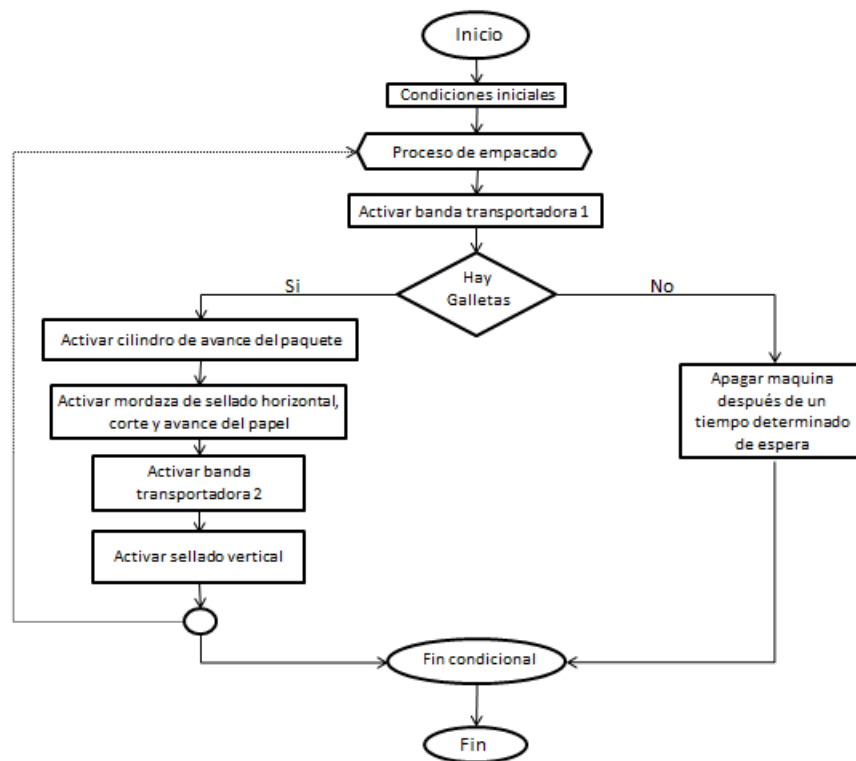 Inicio
Condiciones iniciales
Proceso de empacado
Activar banda transportadora 1
Hay
Galletas
Si
No
Activar cilindro de avance del paquete
Activar mordaza de sellado horizontal,
corte y avance del papel
Activar banda
transportadora 2
Activar sellado vertical
Apagar maquina
después de un
tiempo determinado
de espera
Fin condicional
Fin